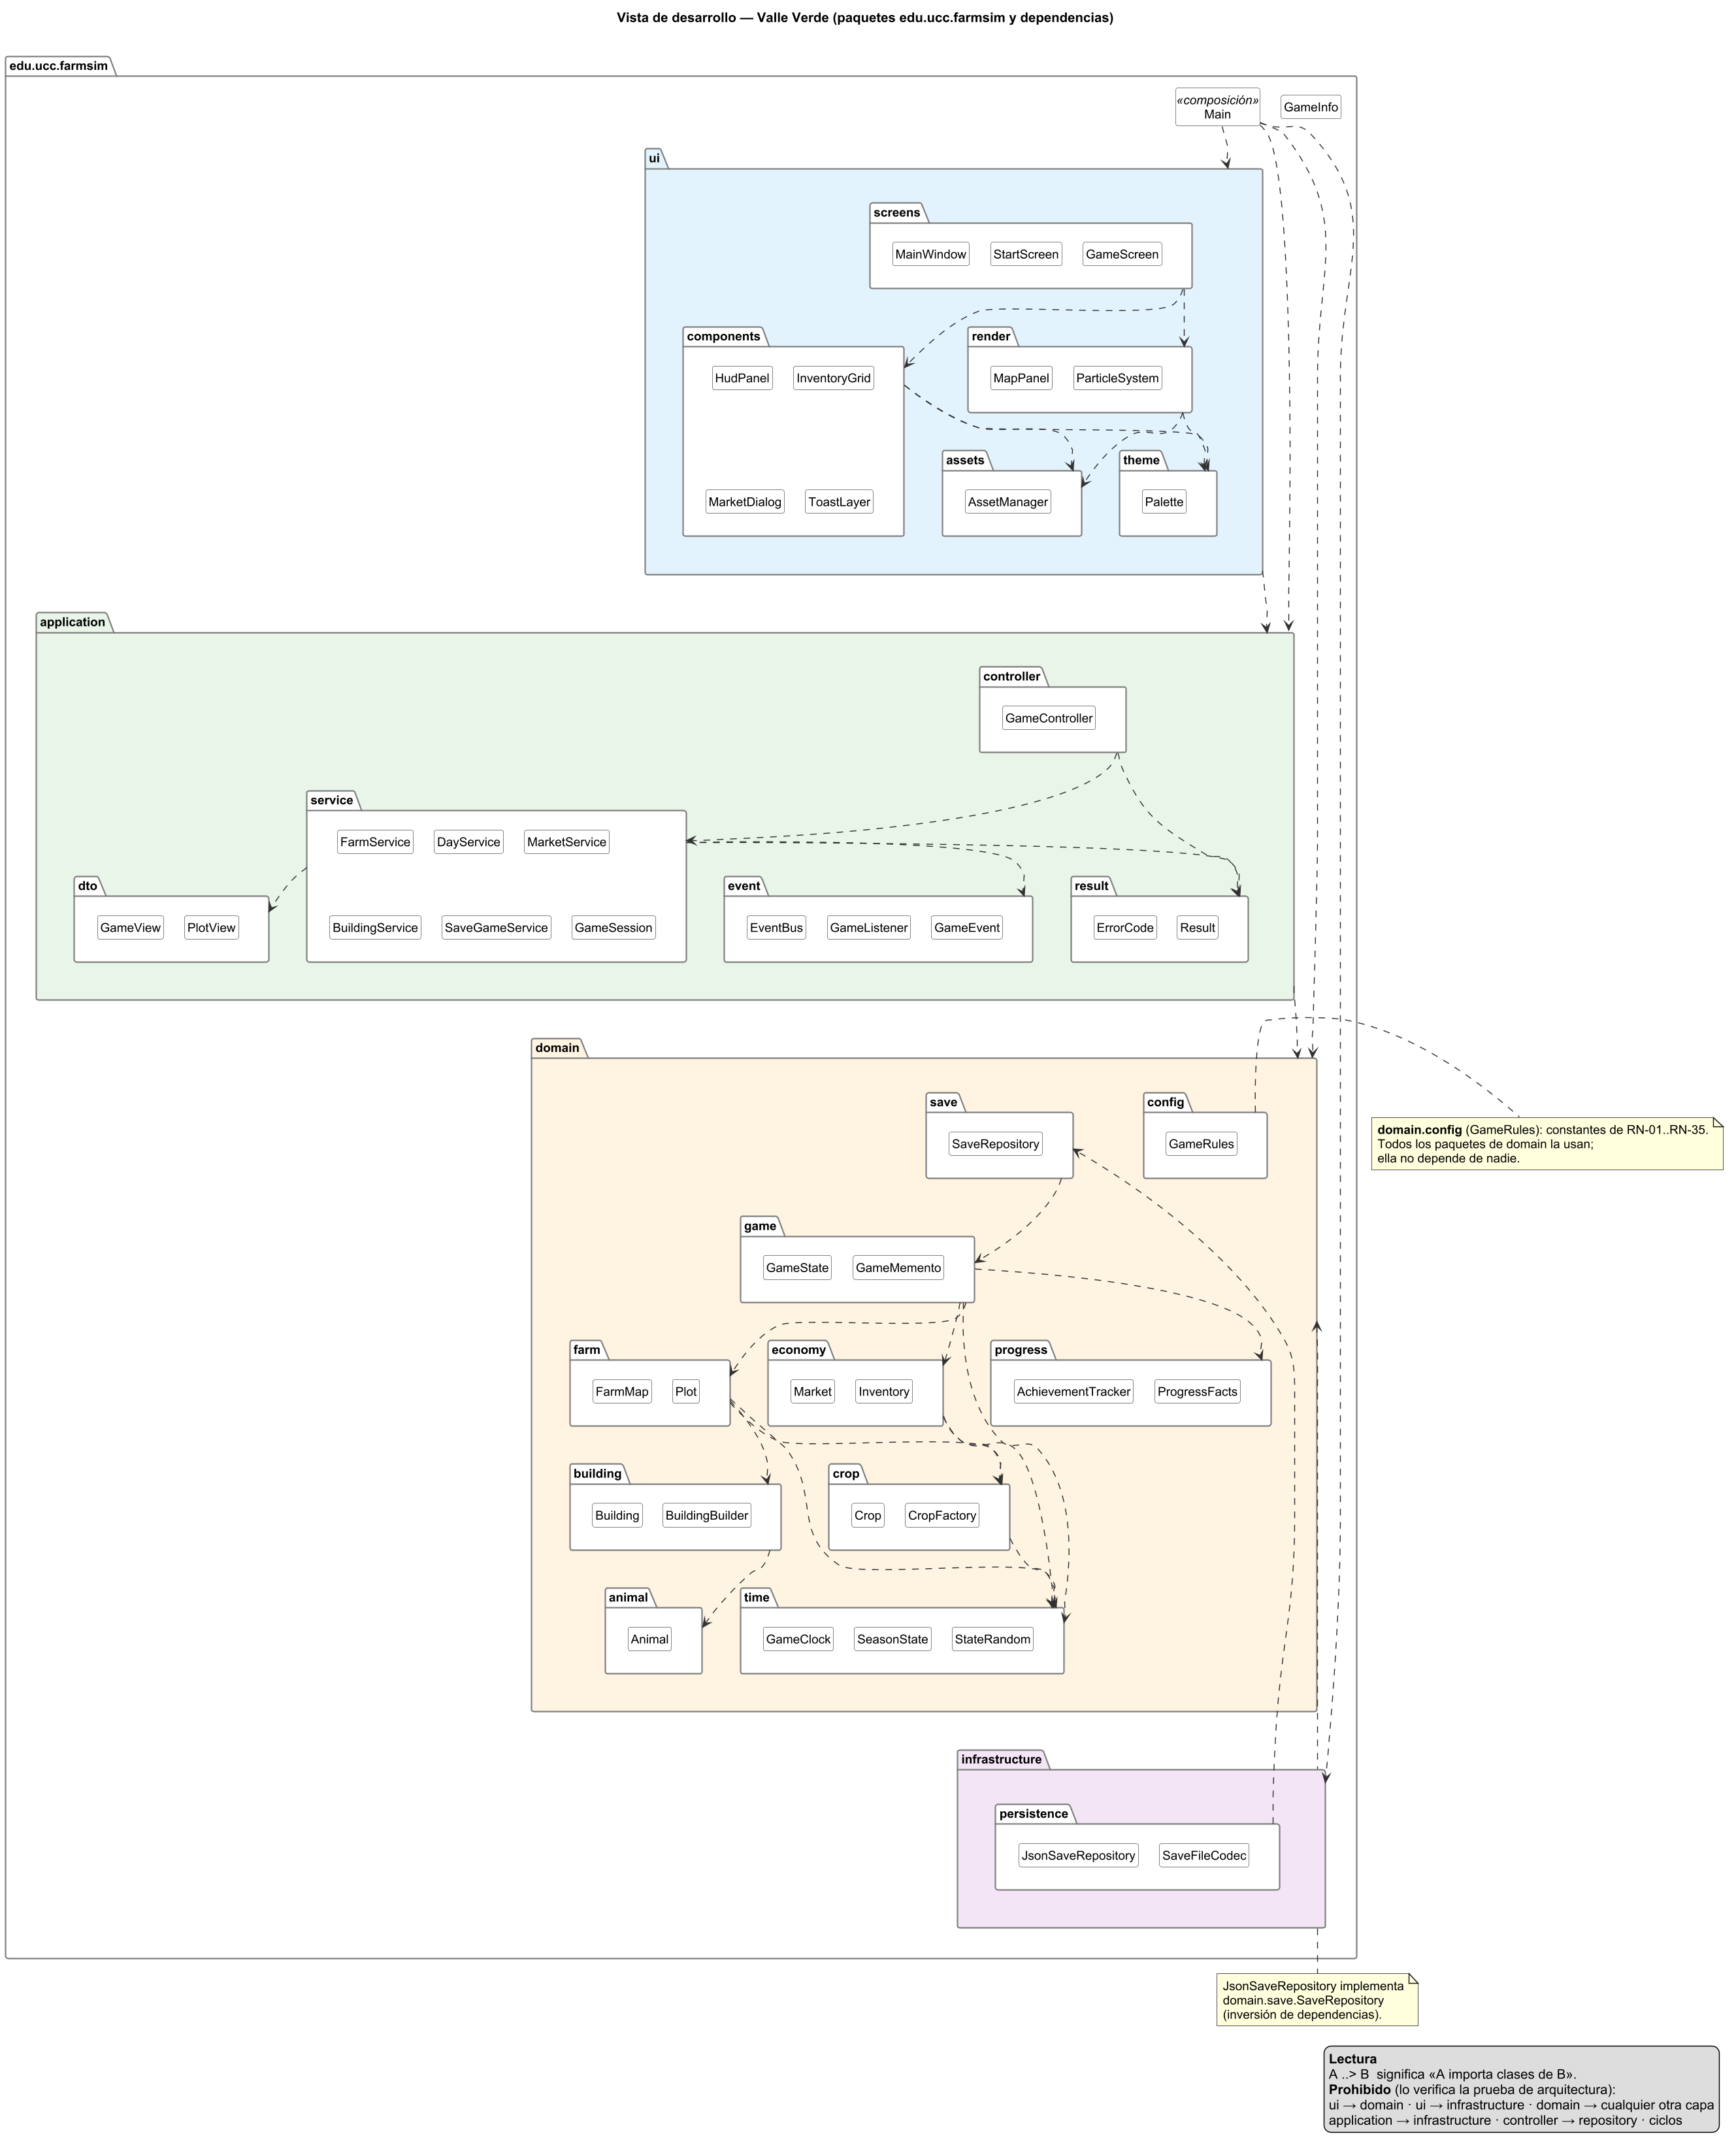 Vista de desarrollo — Valle Verde (paquetes edu.ucc.farmsim y dependencias)
edu.ucc.farmsim
«composición»
Main
GameInfo
ui
screens
MainWindow
StartScreen
GameScreen
components
HudPanel
InventoryGrid
MarketDialog
ToastLayer
render
MapPanel
ParticleSystem
assets
AssetManager
theme
Palette
application
controller
GameController
service
FarmService
DayService
MarketService
BuildingService
SaveGameService
GameSession
dto
GameView
PlotView
event
EventBus
GameListener
GameEvent
result
ErrorCode
Result
domain
save
SaveRepository
config
GameRules
domain.config (GameRules): constantes de RN-01..RN-35.
Todos los paquetes de domain la usan;
ella no depende de nadie.
game
GameState
GameMemento
farm
FarmMap
Plot
economy
Market
Inventory
progress
AchievementTracker
ProgressFacts
building
Building
BuildingBuilder
crop
Crop
CropFactory
animal
Animal
time
GameClock
SeasonState
StateRandom
infrastructure
persistence
JsonSaveRepository
SaveFileCodec
JsonSaveRepository implementa
domain.save.SaveRepository
(inversión de dependencias).
Lectura
A ..> B significa «A importa clases de B».
Prohibido (lo verifica la prueba de arquitectura):
ui → domain · ui → infrastructure · domain → cualquier otra capa
application → infrastructure · controller → repository · ciclos